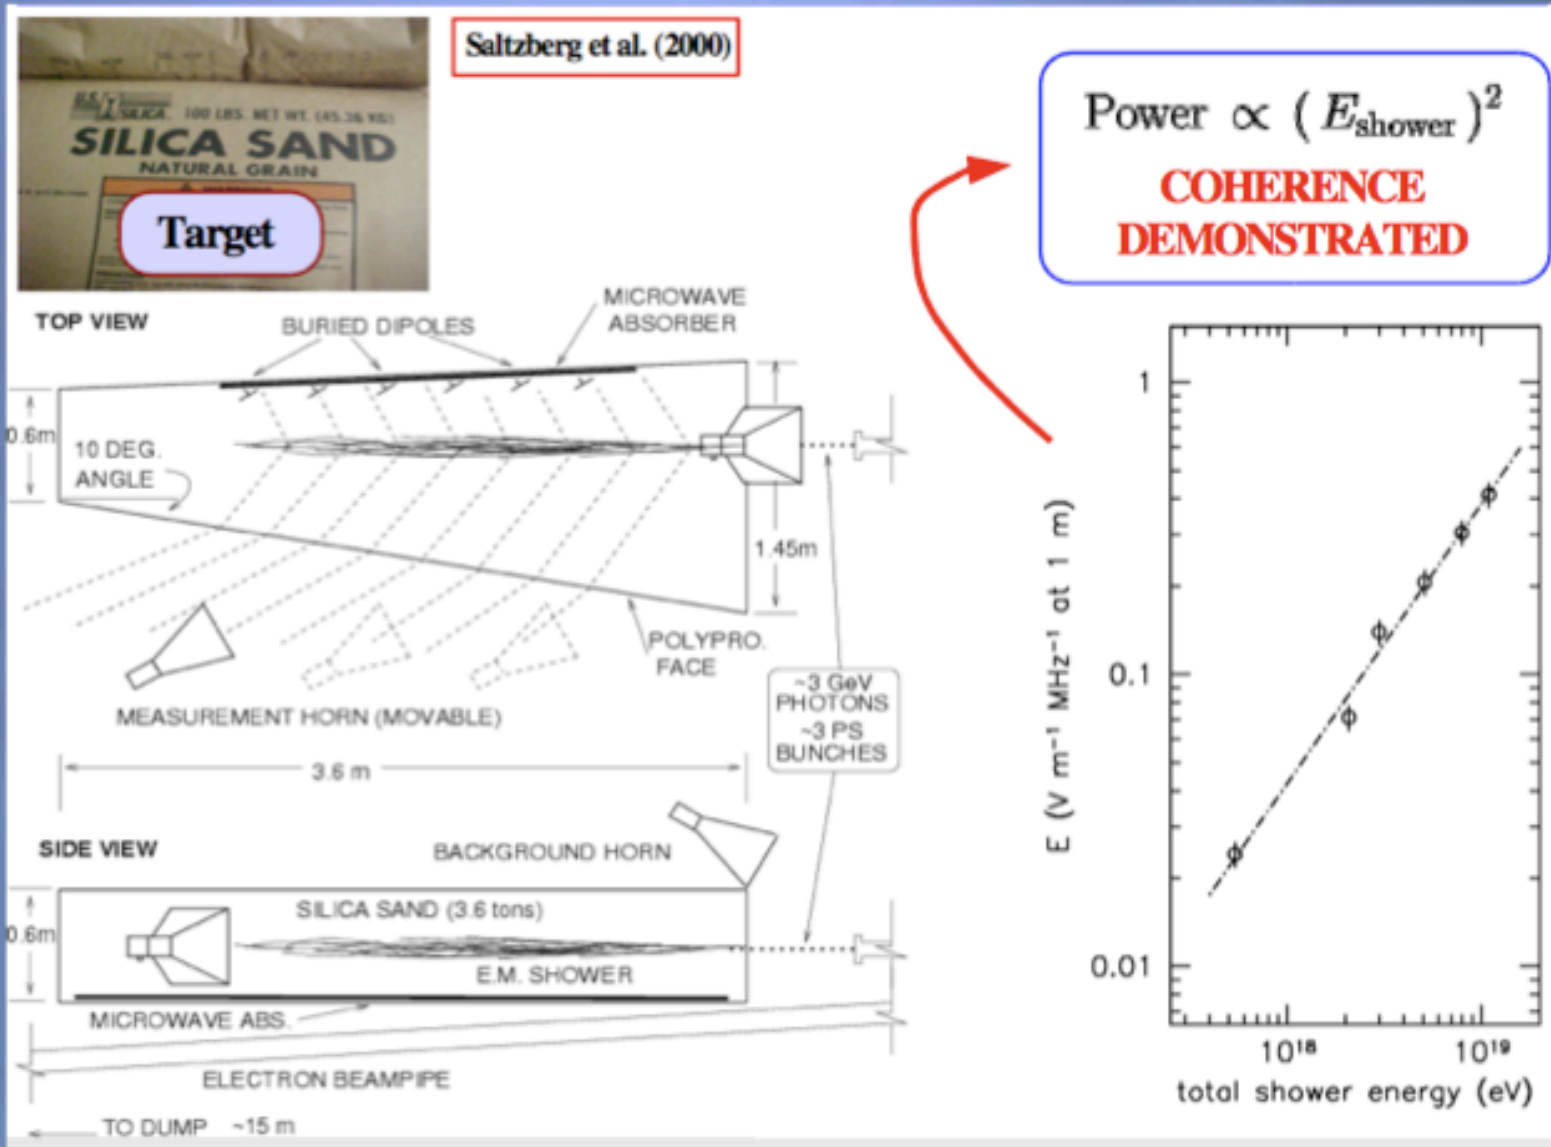 Saltzberg et al. (2000)
U.S. SILICA 100 LBS. NET WT. (45.36 KG)
SILICA SAND
NATURAL GRAIN
WARNING
Target
Power ∝ ( E shower )²
COHERENCE
DEMONSTRATED
TOP VIEW
BURIED DIPOLES
MICROWAVE
ABSORBER
0.6m
10 DEG.
ANGLE
1.45m
POLYPRO.
FACE
MEASUREMENT HORN (MOVABLE)
~3 GeV
PHOTONS
~3 PS
BUNCHES
3.6 m
SIDE VIEW
BACKGROUND HORN
0.6m
SILICA SAND (3.6 tons)
E.M. SHOWER
MICROWAVE ABS.
ELECTRON BEAMPIPE
TO DUMP ~15 m
E (V m⁻¹ MHz⁻¹ at 1 m)
1
0.1
0.01
10¹⁸
10¹⁹
total shower energy (eV)